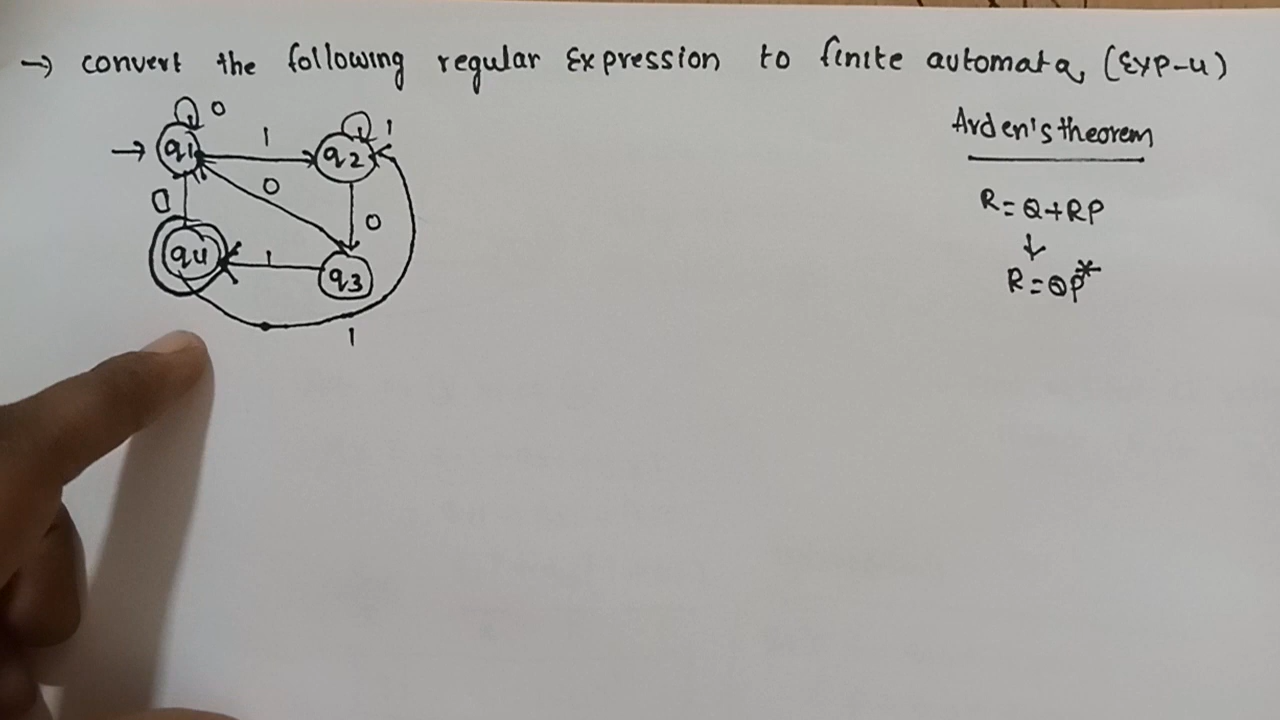 → convert the following regular Expression to finite automata, (Exp-4)
Arden's theorem
R=Q+RP
↓
R=QP*
0
1
→ q1
1
q2
0
0
0
q4
1
q3
1